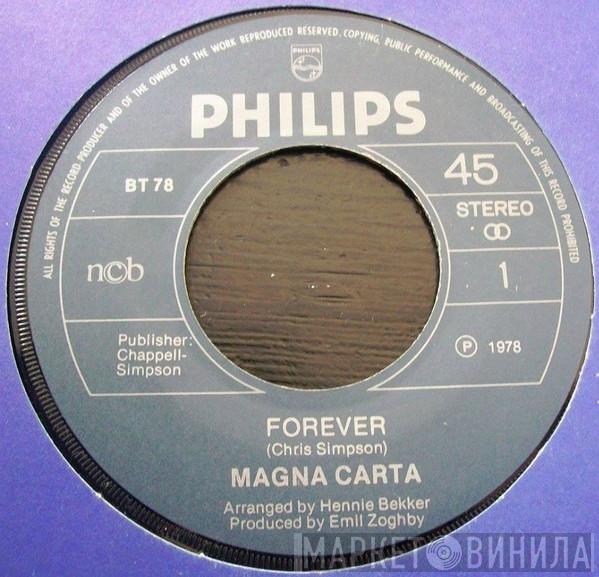 ALL RIGHTS OF THE RECORD PRODUCER AND OF THE OWNER OF THE WORK REPRODUCED RESERVED. COPYING, PUBLIC PERFORMANCE AND BROADCASTING OF THIS RECORD PROHIBITED
PHILIPS
PHILIPS
BT 78
45
STEREO
ncb
1
Publisher:
Chappell-
Simpson
℗ 1978
FOREVER
(Chris Simpson)
MAGNA CARTA
Arranged by Hennie Bekker
Produced by Emil Zoghby
МАРКЕТ ВИНИЛА